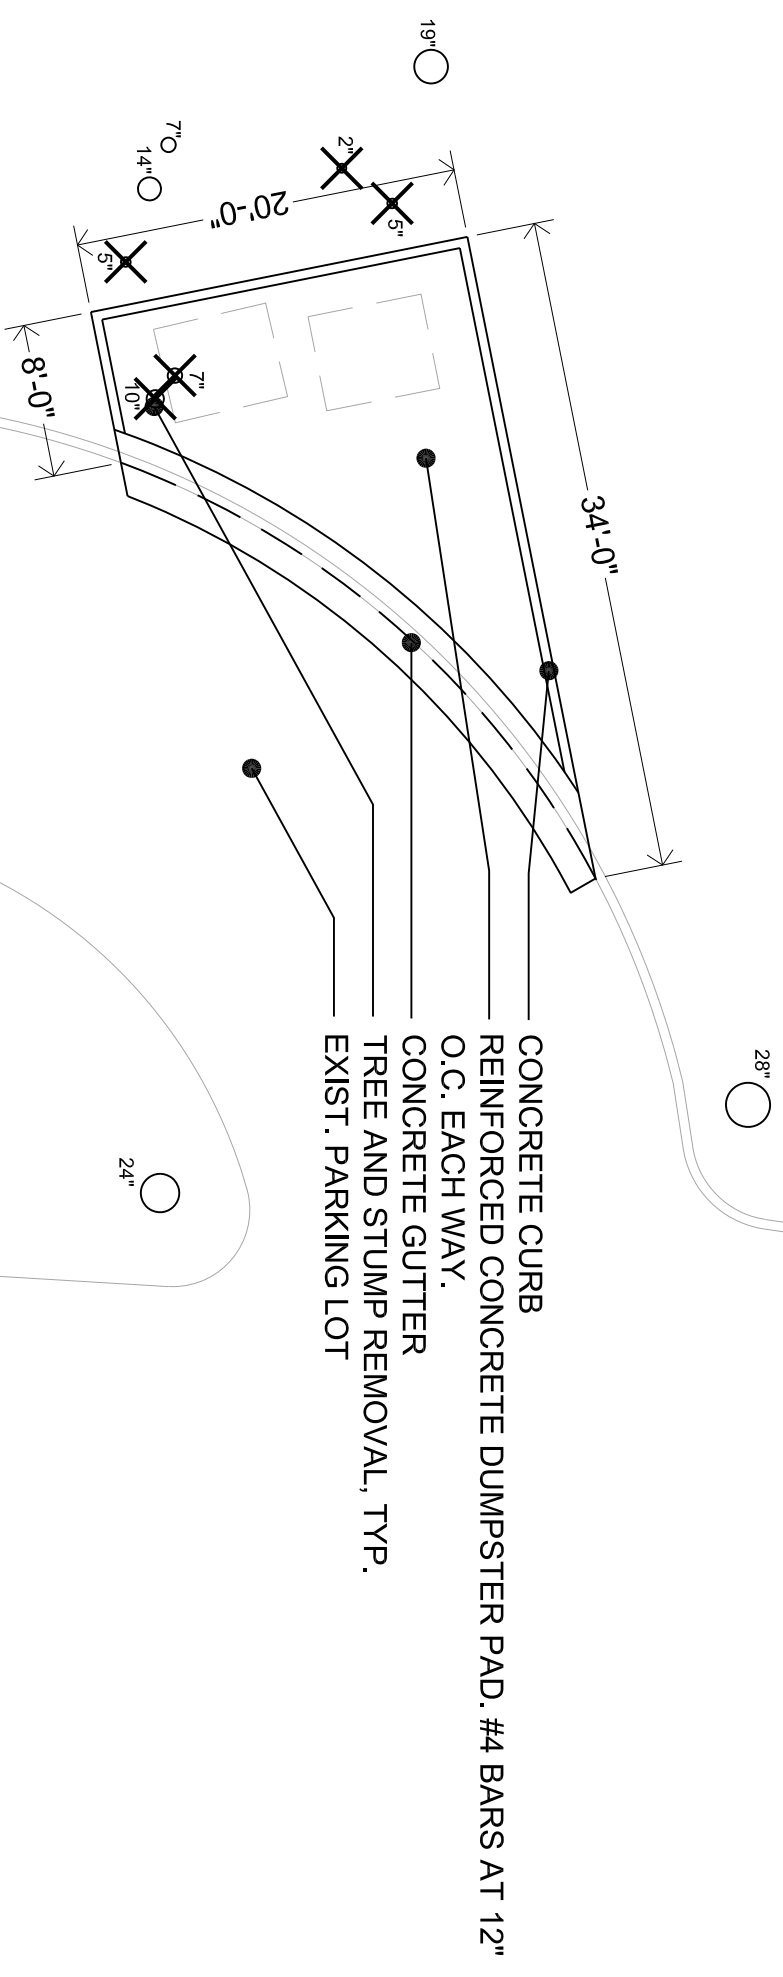 CONCRETE CURB
REINFORCED CONCRETE DUMPSTER PAD. #4 BARS AT 12"
O.C. EACH WAY.
CONCRETE GUTTER
TREE AND STUMP REMOVAL, TYP.
EXIST. PARKING LOT
28"
24"
34'-0"
20'-0"
8'-0"
19"
2"
5"
7"
14"
5"
7"
10"